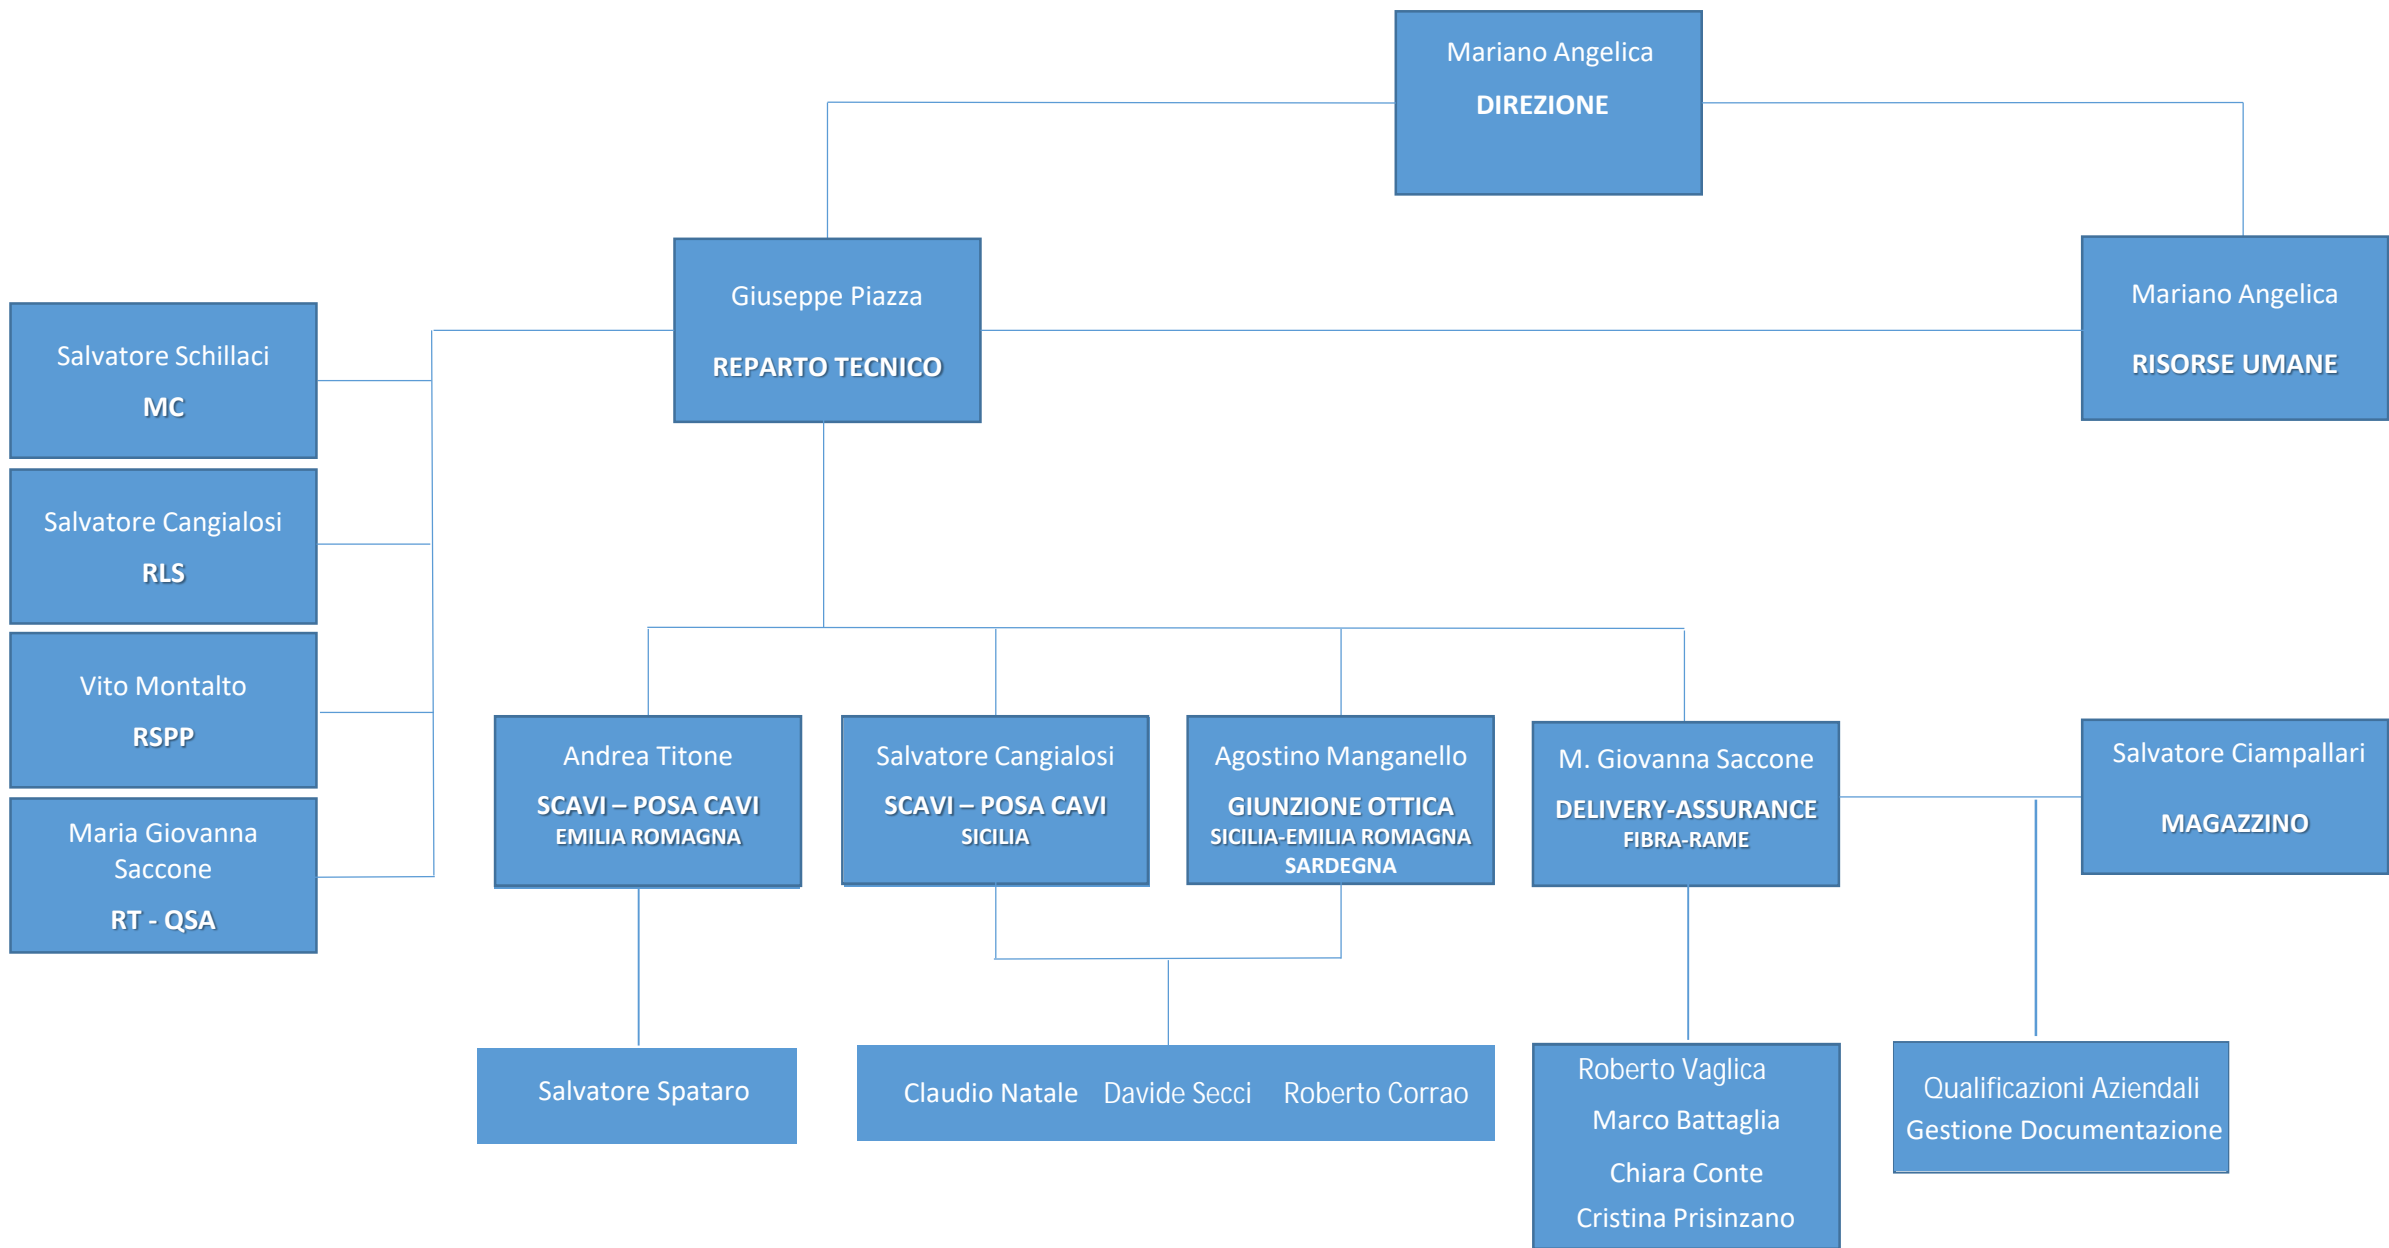 Mariano Angelica
DIREZIONE
Giuseppe Piazza
REPARTO TECNICO
Mariano Angelica
RISORSE UMANE
Salvatore Schillaci
MC
Salvatore Cangialosi
RLS
Vito Montalto
RSPP
Maria Giovanna
Saccone
RT - QSA
Andrea Titone
SCAVI – POSA CAVI
EMILIA ROMAGNA
Salvatore Cangialosi
SCAVI – POSA CAVI
SICILIA
Agostino Manganello
GIUNZIONE OTTICA
SICILIA-EMILIA ROMAGNA
SARDEGNA
M. Giovanna Saccone
DELIVERY-ASSURANCE
FIBRA-RAME
Salvatore Ciampallari
MAGAZZINO
Salvatore Spataro
Claudio Natale Davide Secci Roberto Corrao
Roberto Vaglica
Marco Battaglia
Chiara Conte
Cristina Prisinzano
Qualificazioni Aziendali
Gestione Documentazione